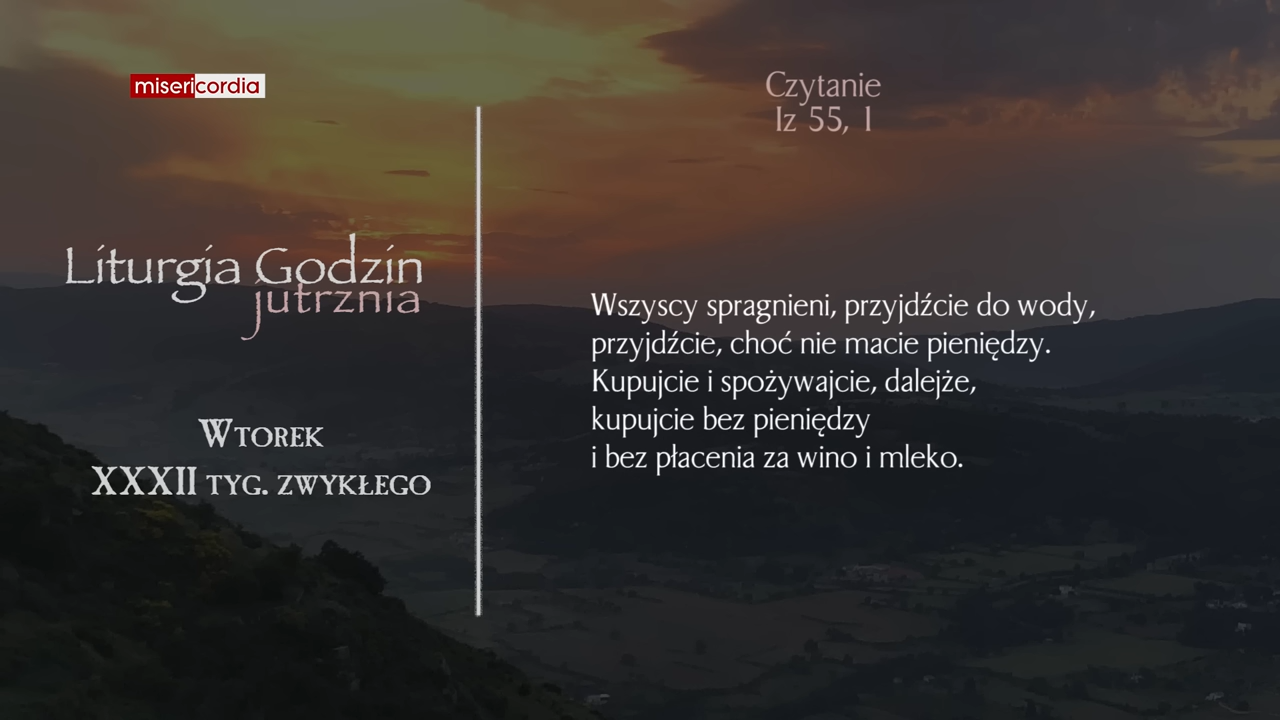 misericordia
Liturgia Godzin
jutrznia
Wtorek
XXXII tyg. zwykłego
Czytanie
Iz 55, 1
Wszyscy spragnieni, przyjdźcie do wody,
przyjdźcie, choć nie macie pieniędzy.
Kupujcie i spożywajcie, dalejże,
kupujcie bez pieniędzy
i bez płacenia za wino i mleko.